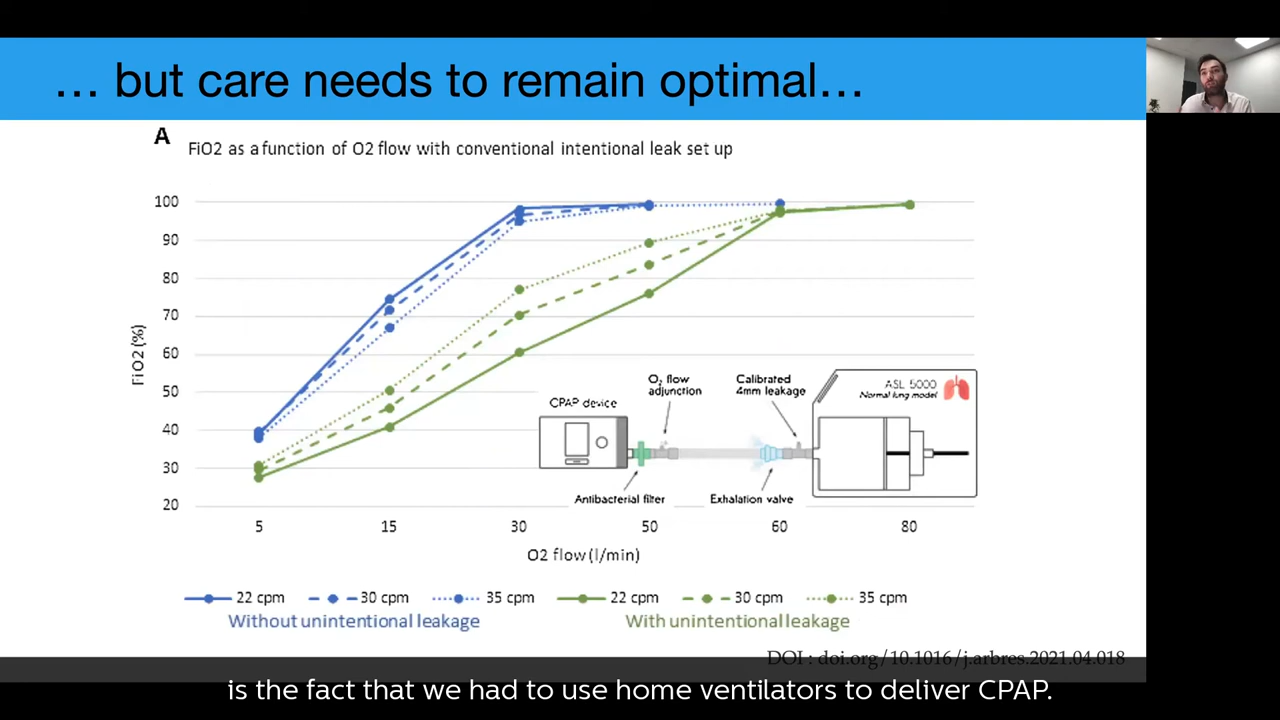 … but care needs to remain optimal…
A
FiO2 as a function of O2 flow with conventional intentional leak set up
100
90
80
70
60
50
40
30
20
FiO2 (%)
5 15 30 50 60 80
O2 flow (l/min)
CPAP device
O₂ flow
adjunction
Calibrated
4mm leakage
ASL 5000
Normal lung model
Antibacterial filter
Exhalation valve
22 cpm 30 cpm 35 cpm 22 cpm 30 cpm 35 cpm
Without unintentional leakage
With unintentional leakage
DOI : doi.org/10.1016/j.arbres.2021.04.018
is the fact that we had to use home ventilators to deliver CPAP.